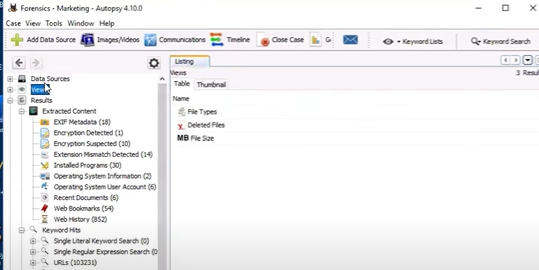 Forensics - Marketing - Autopsy 4.10.0
Case View Tools Window Help
Add Data Source Images/Videos Communications Timeline Close Case Keyword Lists Keyword Search
Listing
Views
3 Result
Table Thumbnail
Name
File Types
Deleted Files
MB File Size
Data Sources
Views
Results
Extracted Content
EXIF Metadata (18)
Encryption Detected (1)
Encryption Suspected (10)
Extension Mismatch Detected (14)
Installed Programs (30)
Operating System Information (2)
Operating System User Account (6)
Recent Documents (6)
Web Bookmarks (54)
Web History (852)
Keyword Hits
Single Literal Keyword Search (0)
Single Regular Expression Search (0)
URLs (103231)